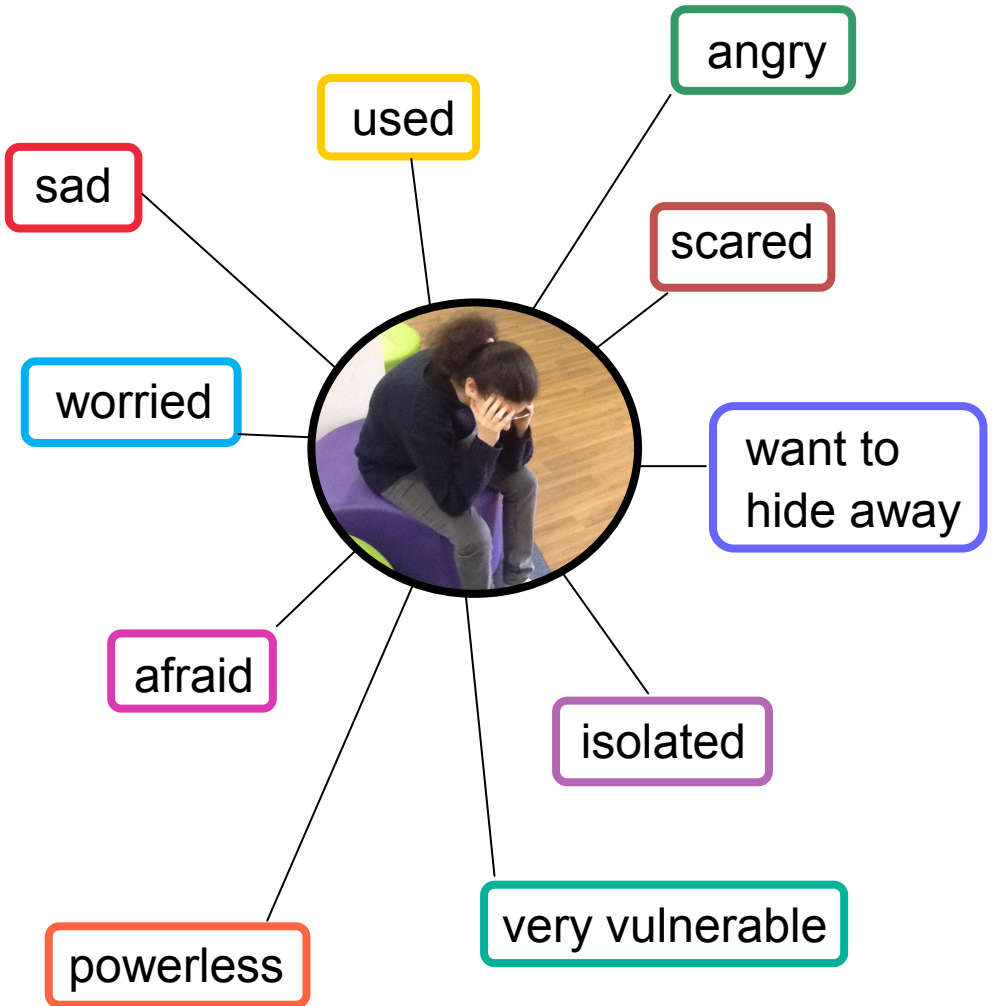 angry
used
sad
scared
worried
want to
hide away
afraid
isolated
very vulnerable
powerless